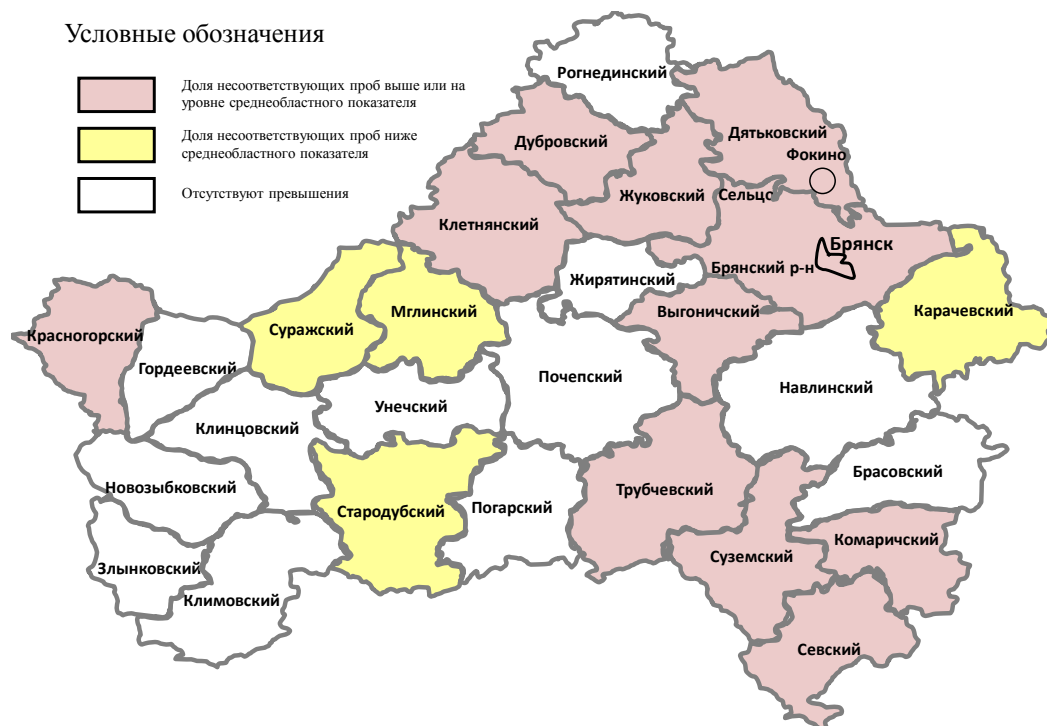 Условные обозначения
Доля несоответствующих проб выше или на
уровне среднеобластного показателя
Доля несоответствующих проб ниже
среднеобластного показателя
Отсутствуют превышения
Рогнединский
Дубровский
Дятьковский
Фокино
Жуковский
Сельцо
Клетнянский
Брянск
Брянский р-н
Жирятинский
Выгоничский
Карачевский
Мглинский
Суражский
Красногорский
Гордеевский
Почепский
Навлинский
Унечский
Клинцовский
Брасовский
Новозыбковский
Стародубский
Погарский
Трубчевский
Комаричский
Суземский
Злынковский
Климовский
Севский